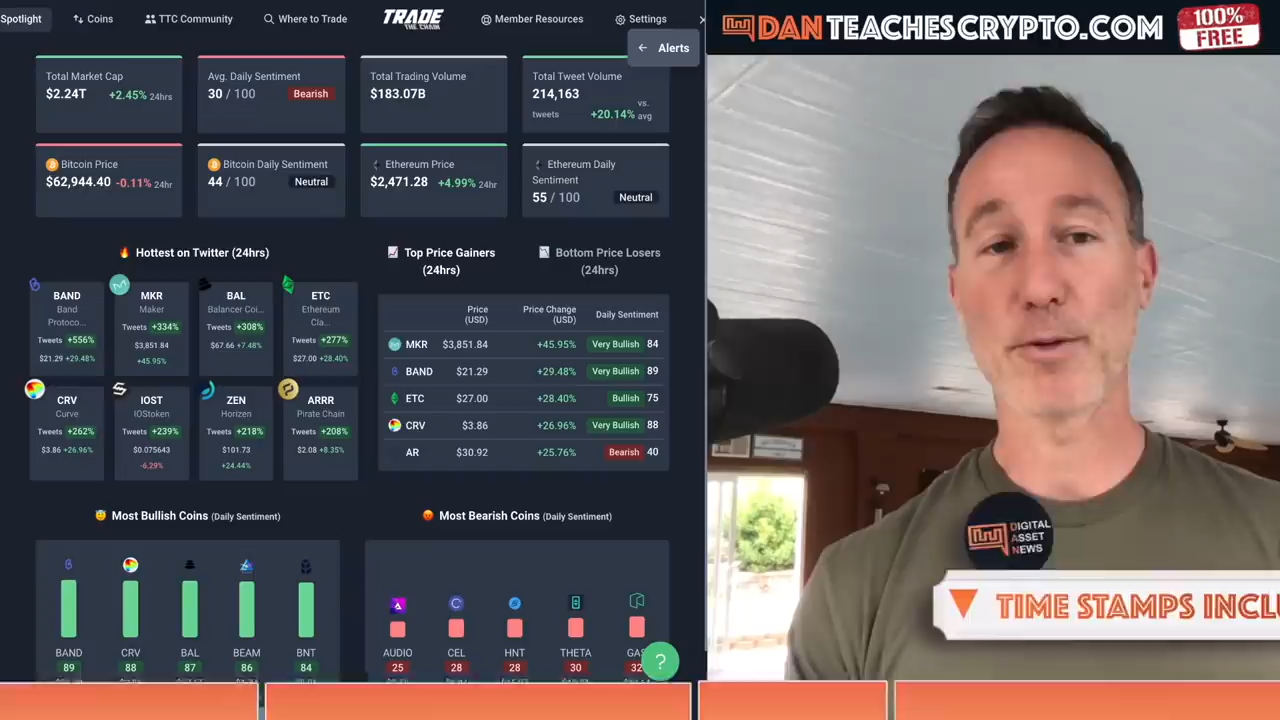 Spotlight
Coins
TTC Community
Where to Trade
TRADE
THE CHAIN
Member Resources
Settings
Alerts
DANTEACHESCRYPTO.COM
100%
FREE
Total Market Cap
$2.24T +2.45% 24hrs
Avg. Daily Sentiment
30 / 100 Bearish
Total Trading Volume
$183.07B
Total Tweet Volume
214,163
tweets +20.14% vs. avg
Bitcoin Price
$62,944.40 -0.11% 24hr
Bitcoin Daily Sentiment
44 / 100 Neutral
Ethereum Price
$2,471.28 +4.99% 24hr
Ethereum Daily
Sentiment
55 / 100 Neutral
Hottest on Twitter (24hrs)
BAND
Band
Protoco...
Tweets +556%
$21.29 +29.48%
MKR
Maker
Tweets +334%
$3,851.84
+45.95%
BAL
Balancer Coi...
Tweets +308%
$67.66 +7.48%
ETC
Ethereum
Cla...
Tweets +277%
$27.00 +28.40%
CRV
Curve
Tweets +262%
$3.86 +26.96%
IOST
IOStoken
Tweets +239%
$0.075643
-6.29%
ZEN
Horizen
Tweets +218%
$101.73
+24.44%
ARRR
Pirate Chain
Tweets +208%
$2.08 +8.35%
Top Price Gainers
(24hrs)
Bottom Price Losers
(24hrs)
Price
(USD)
Price Change
(USD)
Daily Sentiment
MKR $3,851.84 +45.95% Very Bullish 84
BAND $21.29 +29.48% Very Bullish 89
ETC $27.00 +28.40% Bullish 75
CRV $3.86 +26.96% Very Bullish 88
AR $30.92 +25.76% Bearish 40
Most Bullish Coins (Daily Sentiment)
BAND CRV BAL BEAM BNT
89 88 87 86 84
Most Bearish Coins (Daily Sentiment)
AUDIO CEL HNT THETA GAS
25 28 28 30 32
?
DIGITAL
ASSET
NEWS
TIME STAMPS INCLU